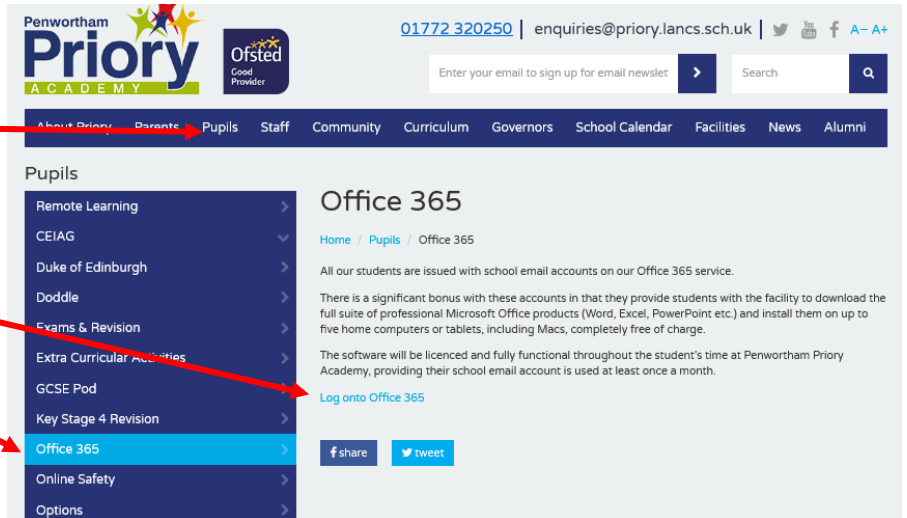 Penwortham
Priory
ACADEMY
Ofsted
Good
Provider
01772 320250 | enquiries@priory.lancs.sch.uk
You
Tube
A- A+
Enter your email to sign up for email newslet
Search
About Priory Parents Pupils Staff Community Curriculum Governors School Calendar Facilities News Alumni
Pupils
Remote Learning
CEIAG
Duke of Edinburgh
Doddle
Exams & Revision
Extra Curricular Activities
GCSE Pod
Key Stage 4 Revision
Office 365
Online Safety
Options
Office 365
Home / Pupils / Office 365
All our students are issued with school email accounts on our Office 365 service.
There is a significant bonus with these accounts in that they provide students with the facility to download the
full suite of professional Microsoft Office products (Word, Excel, PowerPoint etc.) and install them on up to
five home computers or tablets, including Macs, completely free of charge.
The software will be licenced and fully functional throughout the student's time at Penwortham Priory
Academy, providing their school email account is used at least once a month.
Log onto Office 365
share
tweet